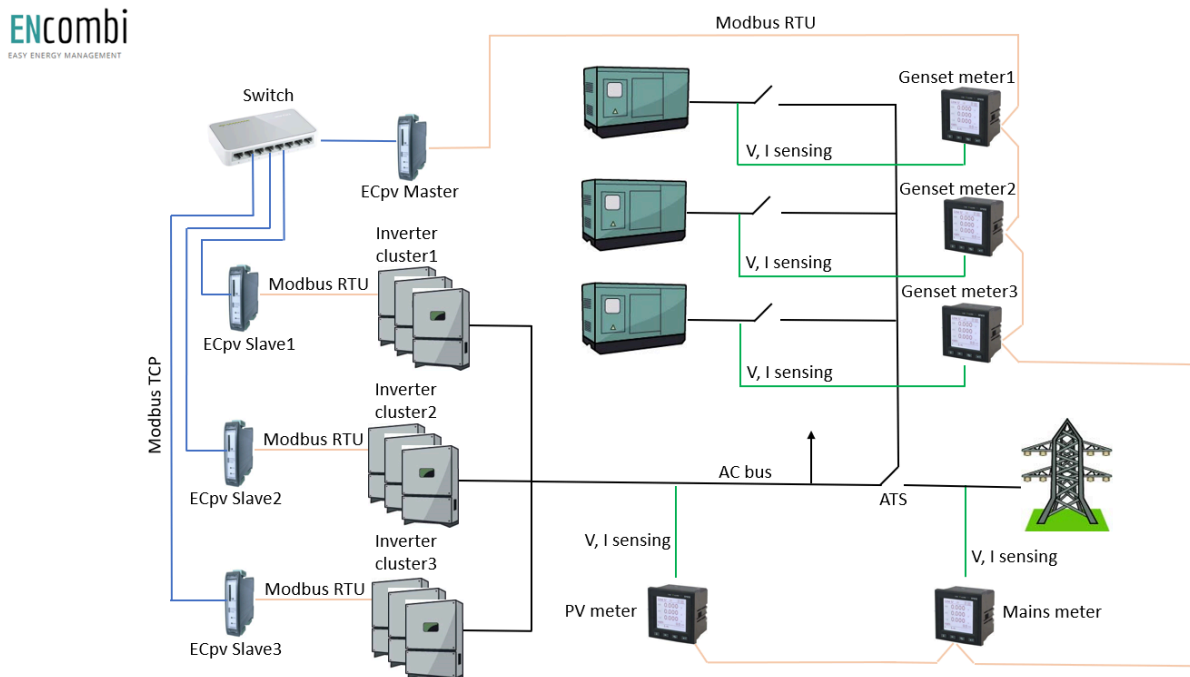 ENcombi
EASY ENERGY MANAGEMENT
Modbus RTU
Switch
Genset meter1
V, I sensing
ECpv Master
Genset meter2
Inverter
cluster1
V, I sensing
Modbus RTU
Genset meter3
ECpv Slave1
V, I sensing
Modbus TCP
Inverter
cluster2
Modbus RTU
AC bus
ATS
ECpv Slave2
Inverter
cluster3
V, I sensing
V, I sensing
Modbus RTU
PV meter
Mains meter
ECpv Slave3